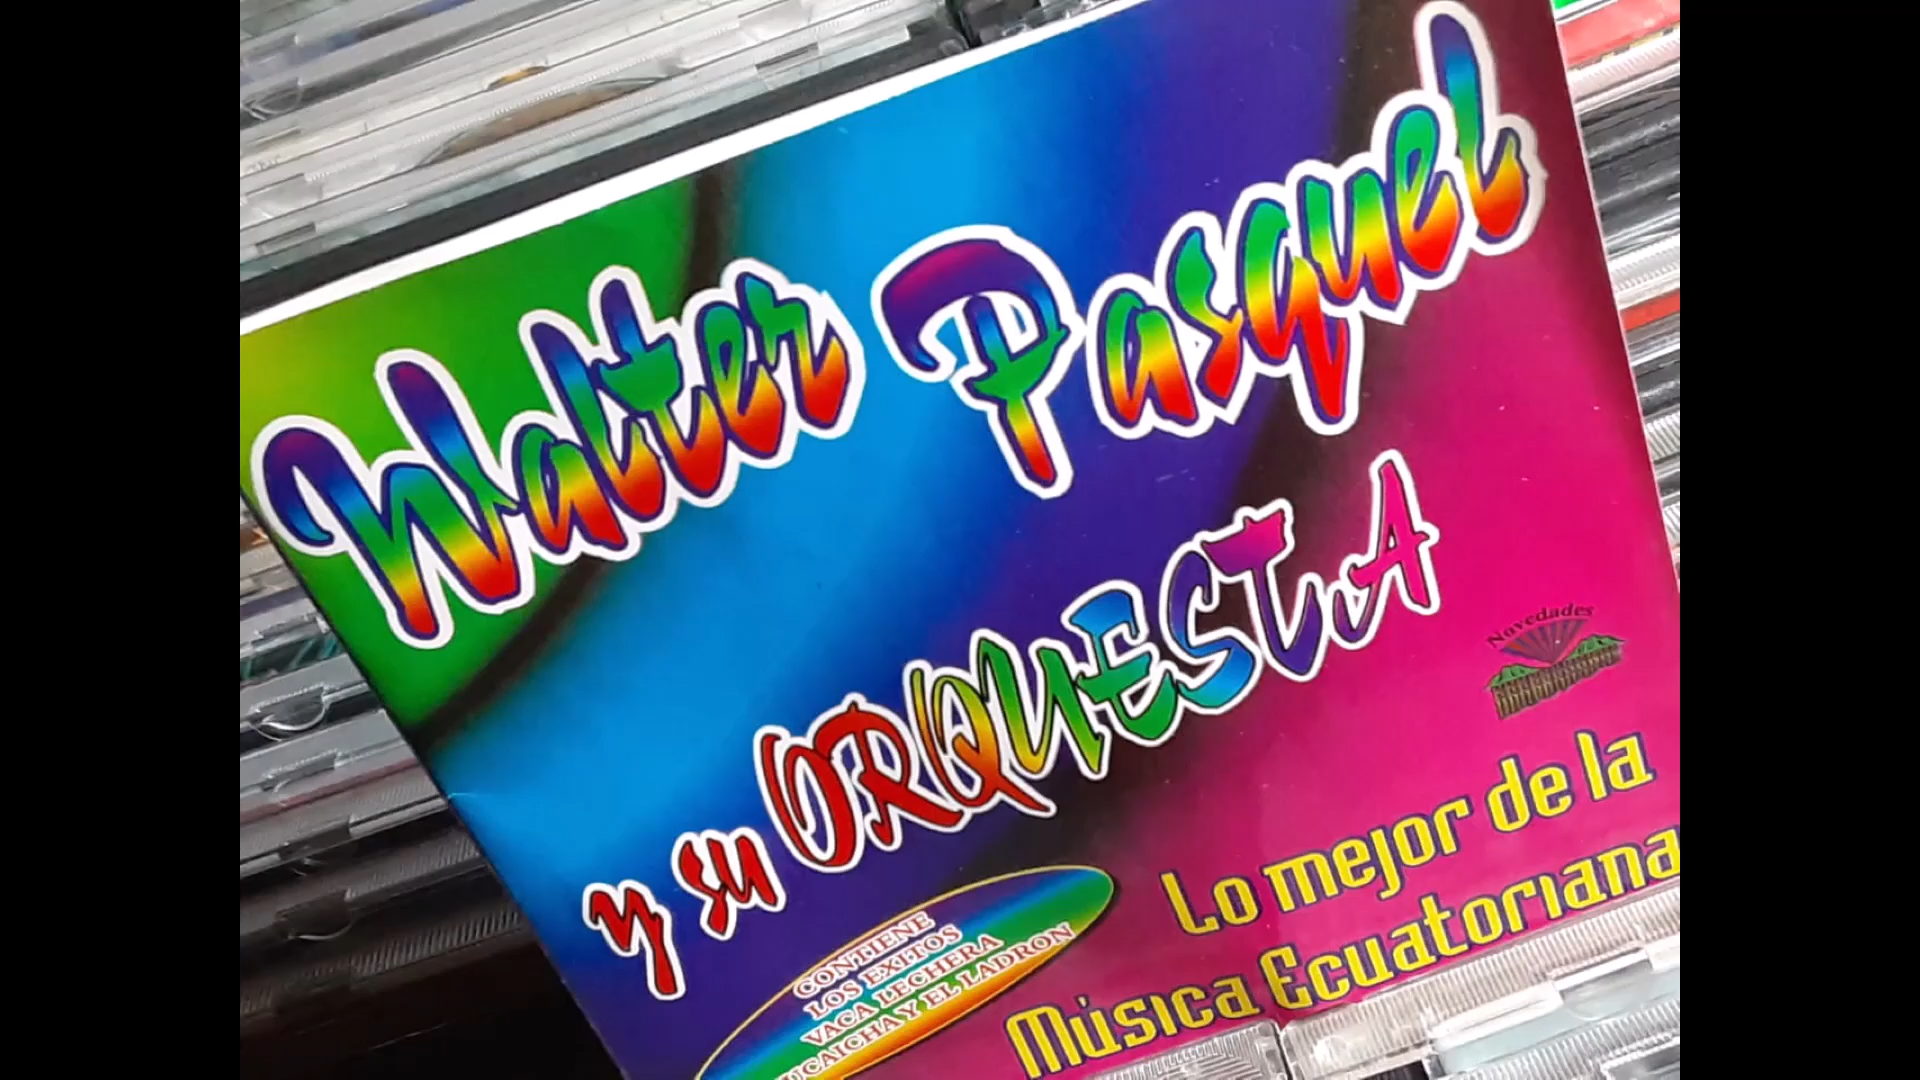 Walter Pasquel
y su ORQUESTA
Novedades
Lo mejor de la
Música Ecuatoriana
CONTIENE
LOS EXITOS
VACA LECHERA
Y EL LADRON